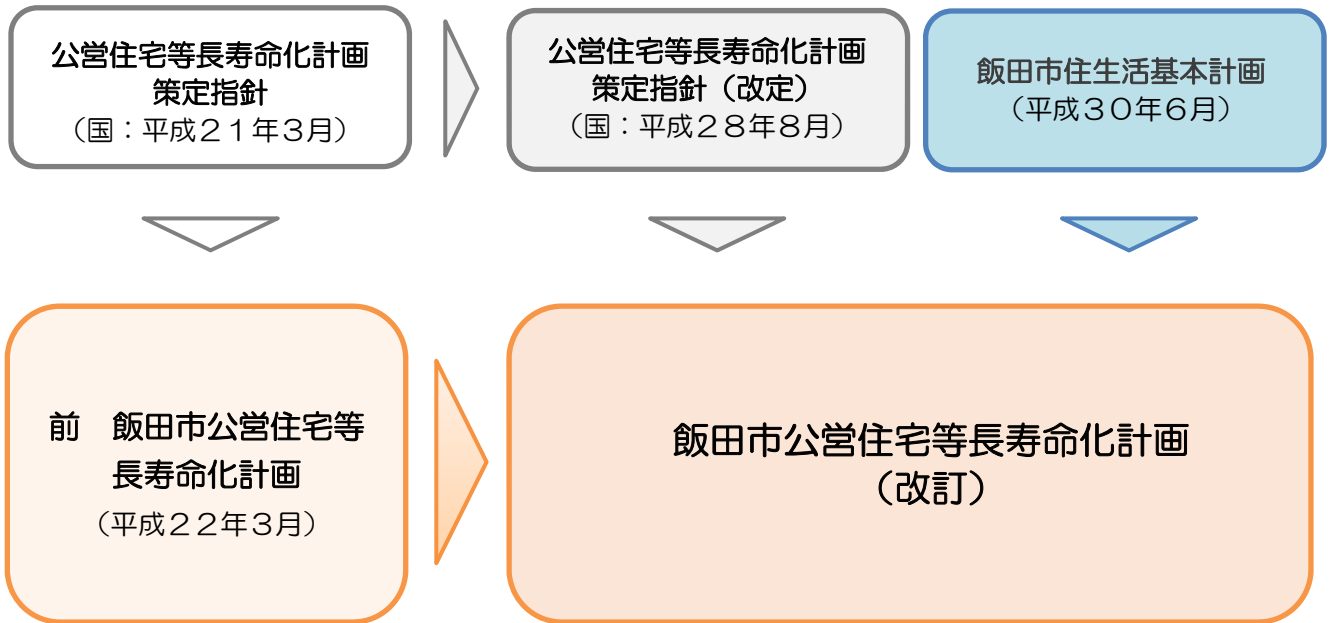 公営住宅等長寿命化計画
策定指針
（国：平成２１年３月）
公営住宅等長寿命化計画
策定指針（改定）
（国：平成２８年８月）
飯田市住生活基本計画
（平成３０年６月）
前　飯田市公営住宅等
長寿命化計画
（平成２２年３月）
飯田市公営住宅等長寿命化計画
（改訂）